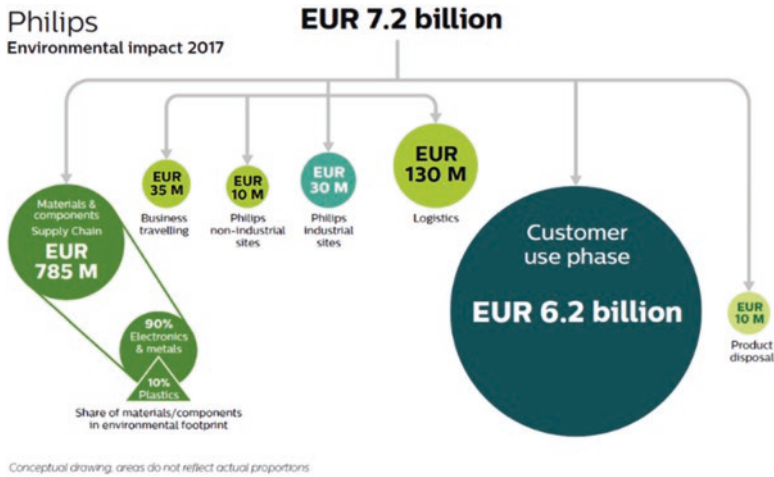 Philips
Environmental impact 2017
EUR 7.2 billion
Materials &
components
Supply Chain
EUR
785 M
90%
Electronics
& metals
10%
Plastics
Share of materials/components
in environmental footprint
EUR
35 M
Business
travelling
EUR
10 M
Philips
non-industrial
sites
EUR
30 M
Philips
industrial
sites
EUR
130 M
Logistics
Customer
use phase
EUR 6.2 billion
EUR
10 M
Product
disposal
Conceptual drawing, areas do not reflect actual proportions